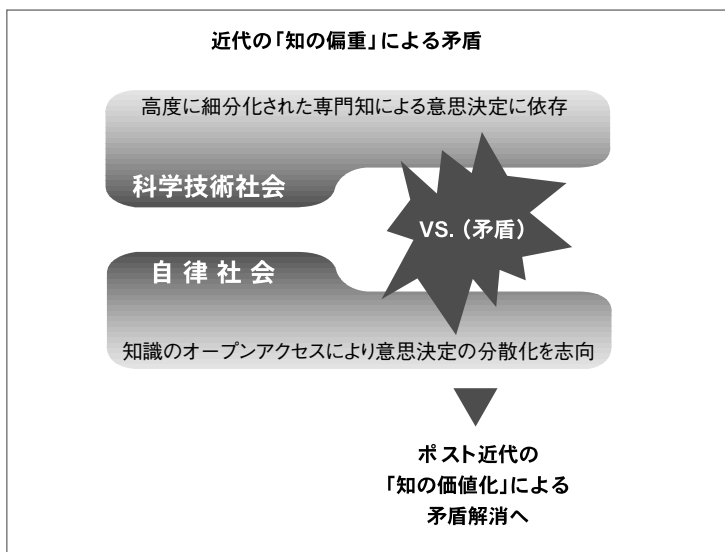 近代の「知の偏重」による矛盾
高度に細分化された専門知による意思決定に依存
科学技術社会
VS.（矛盾）
自律社会
知識のオープンアクセスにより意思決定の分散化を志向
ポスト近代の
「知の価値化」による
矛盾解消へ